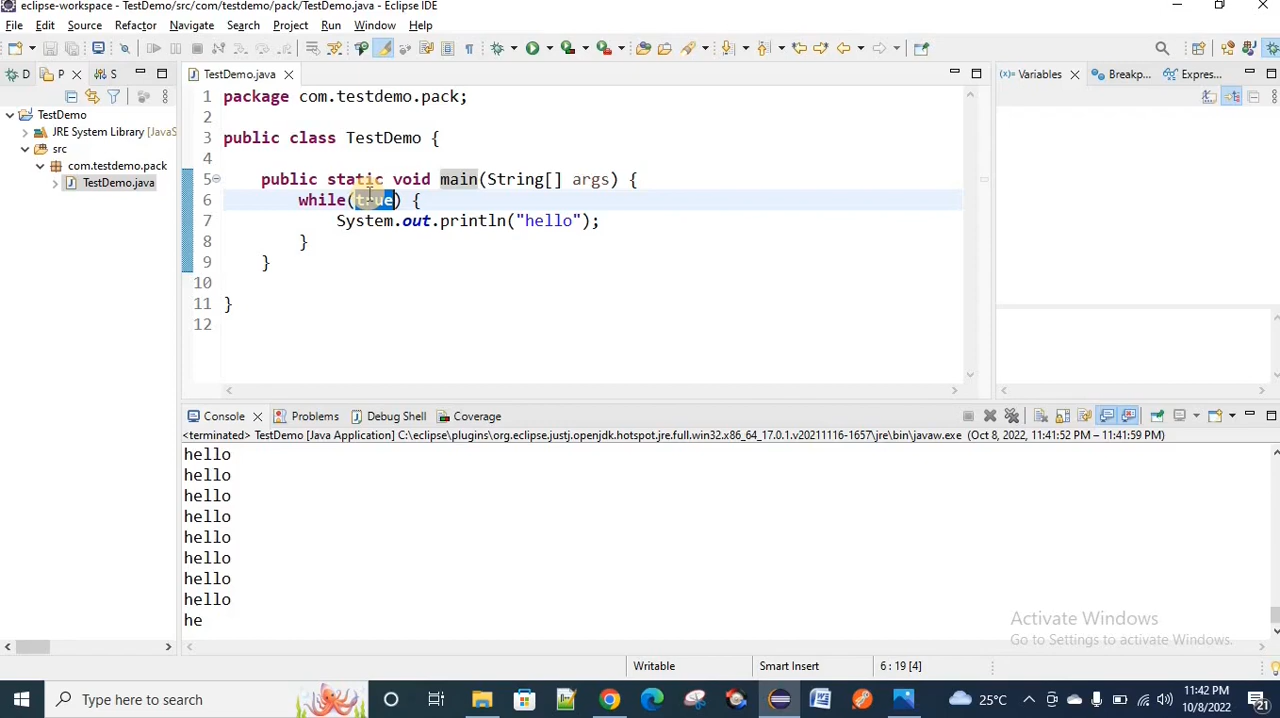 eclipse-workspace - TestDemo/src/com/testdemo/pack/TestDemo.java - Eclipse IDE
File Edit Source Refactor Navigate Search Project Run Window Help
D P S
TestDemo.java
Variables Breakp... Expres...
TestDemo
JRE System Library [JavaS
src
com.testdemo.pack
TestDemo.java
1 package com.testdemo.pack;
2
3 public class TestDemo {
4
5 public static void main(String[] args) {
6 while(true) {
7 System.out.println("hello");
8 }
9 }
10
11 }
12
Console Problems Debug Shell Coverage
<terminated> TestDemo [Java Application] C:\eclipse\plugins\org.eclipse.justj.openjdk.hotspot.jre.full.win32.x86_64_17.0.1.v20211116-1657\jre\bin\javaw.exe (Oct 8, 2022, 11:41:52 PM – 11:41:59 PM)
hello
hello
hello
hello
hello
hello
hello
hello
he
Activate Windows
Go to Settings to activate Windows.
Writable Smart Insert 6 : 19 [4]
Type here to search
25°C
11:42 PM
10/8/2022
21